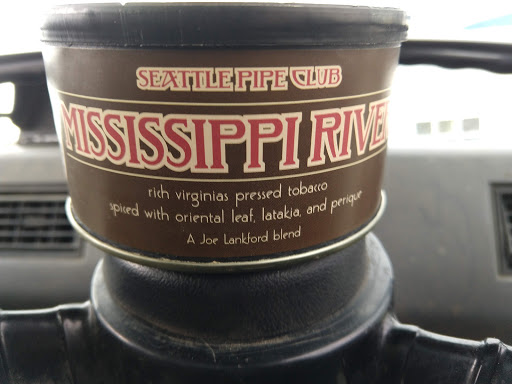 SEATTLE PIPE CLUB
MISSISSIPPI RIVER
rich virginias pressed tobacco
spiced with oriental leaf, latakia, and perique
A Joe Lankford blend